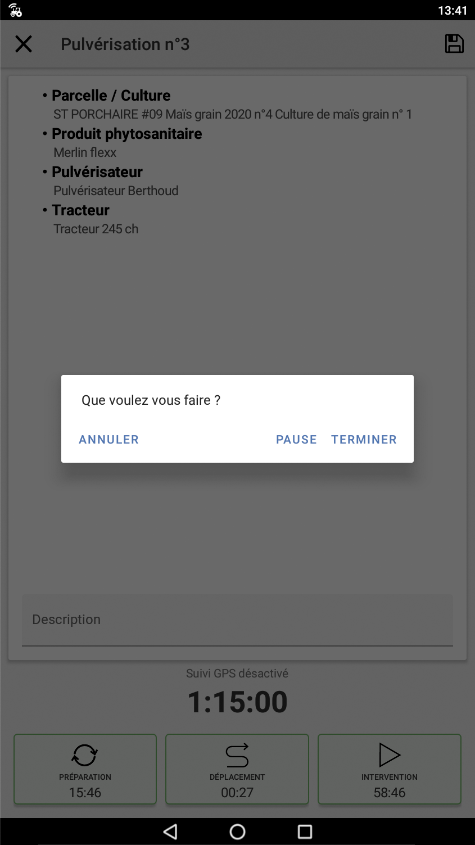 13:41
Pulvérisation n°3
• Parcelle / Culture
ST PORCHAIRE #09 Maïs grain 2020 n°4 Culture de maïs grain n° 1
• Produit phytosanitaire
Merlin flexx
• Pulvérisateur
Pulvérisateur Berthoud
• Tracteur
Tracteur 245 ch
Que voulez vous faire ?
ANNULER PAUSE TERMINER
Description
Suivi GPS désactivé
1:15:00
PRÉPARATION DÉPLACEMENT INTERVENTION
15:46 00:27 58:46